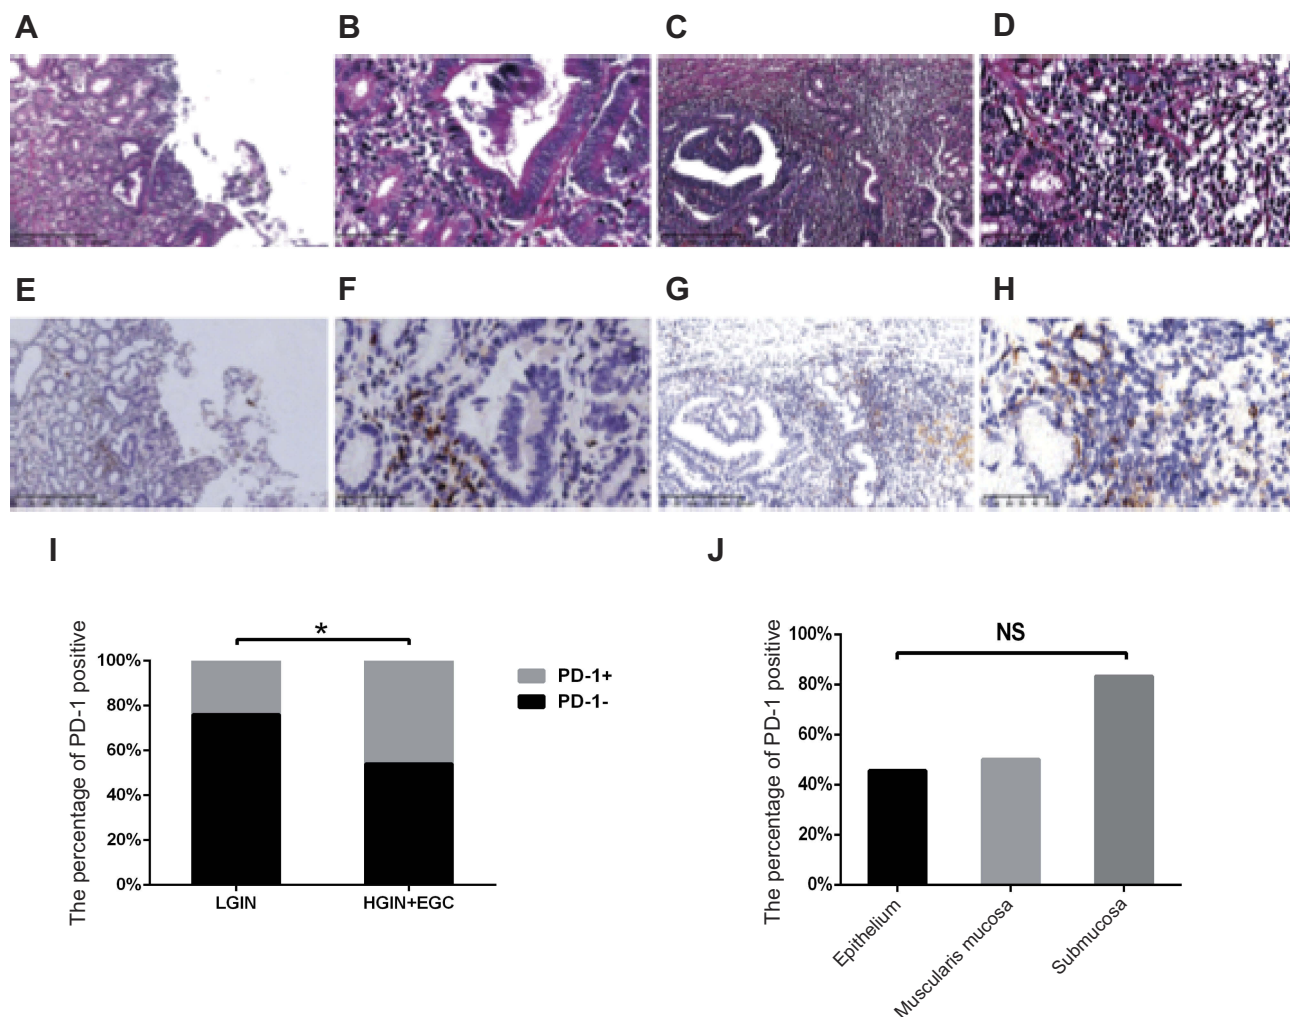 A
B
C
D
E
F
G
H
I
J
The percentage of PD-1 positive
*
100%
80%
60%
40%
20%
0%
LGIN
HGIN+EGC
PD-1+
PD-1-
The percentage of PD-1 positive
NS
100%
80%
60%
40%
20%
0%
Epithelium
Muscularis mucosa
Submucosa